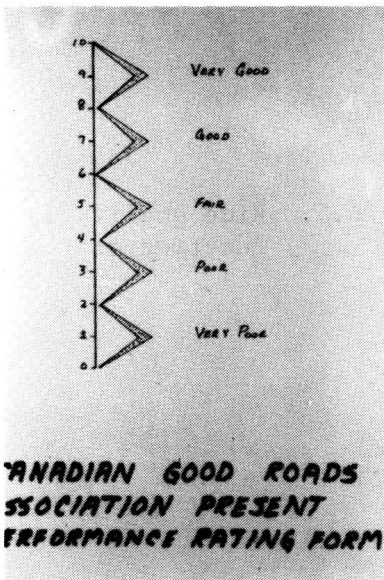 10
9 VERY GOOD
8
7 GOOD
6
5 FAIR
4
3 POOR
2
1 VERY POOR
0
ANADIAN GOOD ROADS
SSOCIATION PRESENT
ERFORMANCE RATING FORM